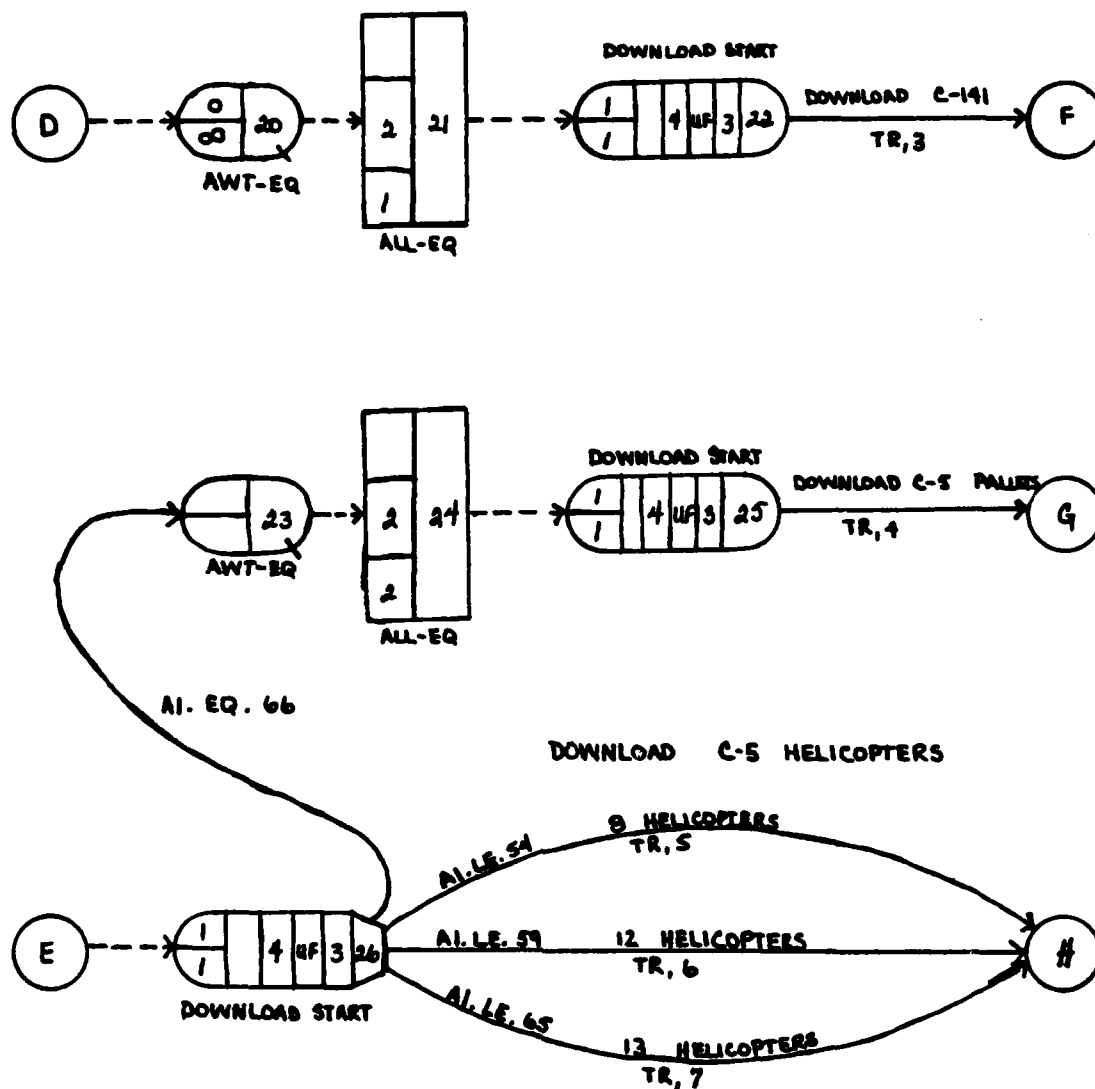 DOWNLOAD START
D
0
∞
20
AWT-EQ
2
21
1
ALL-EQ
1
1
4
UF
3
22
DOWNLOAD C-141
TR, 3
F
DOWNLOAD START
23
AWT-EQ
2
24
2
ALL-EQ
1
1
4
UF
3
25
DOWNLOAD C-5 PALLETS
TR, 4
G
A1. EQ. 66
DOWNLOAD C-5 HELICOPTERS
E
1
1
4
UF
3
26
DOWNLOAD START
A1. LE. 54
8 HELICOPTERS
TR, 5
A1. LE. 59
12 HELICOPTERS
TR, 6
A1. LE. 65
13 HELICOPTERS
TR, 7
H